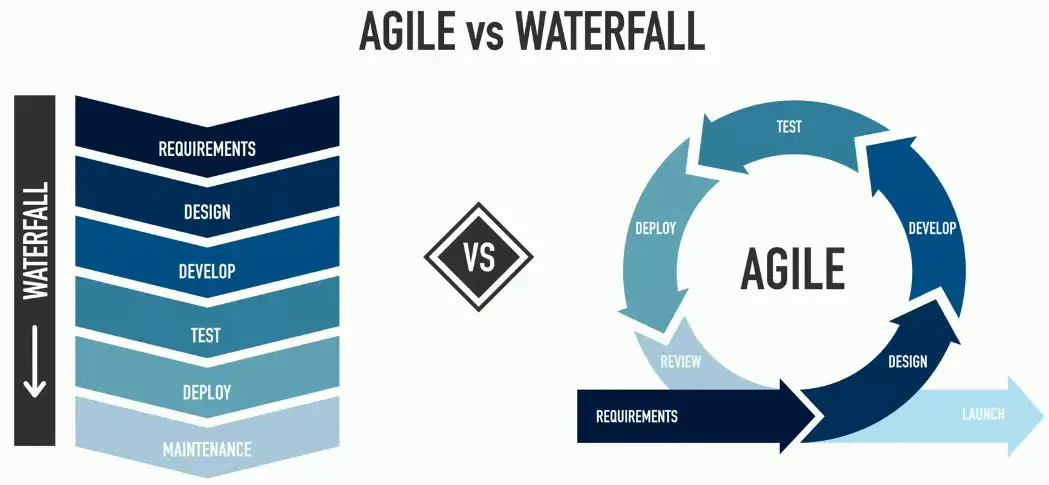 AGILE vs WATERFALL
WATERFALL
REQUIREMENTS
DESIGN
DEVELOP
TEST
DEPLOY
MAINTENANCE
VS
TEST
DEPLOY
DEVELOP
AGILE
REVIEW
DESIGN
REQUIREMENTS
LAUNCH